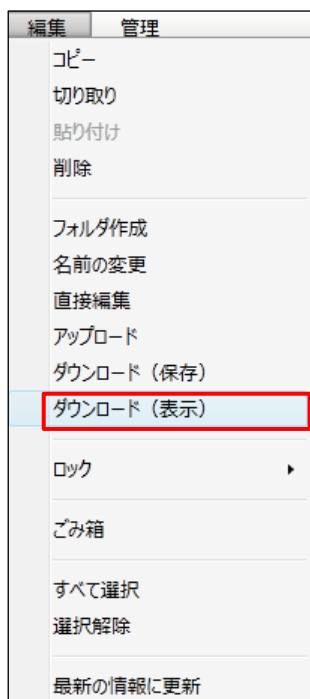 編集 管理
コピー
切り取り
貼り付け
削除
フォルダ作成
名前の変更
直接編集
アップロード
ダウンロード（保存）
ダウンロード（表示）
ロック
ごみ箱
すべて選択
選択解除
最新の情報に更新